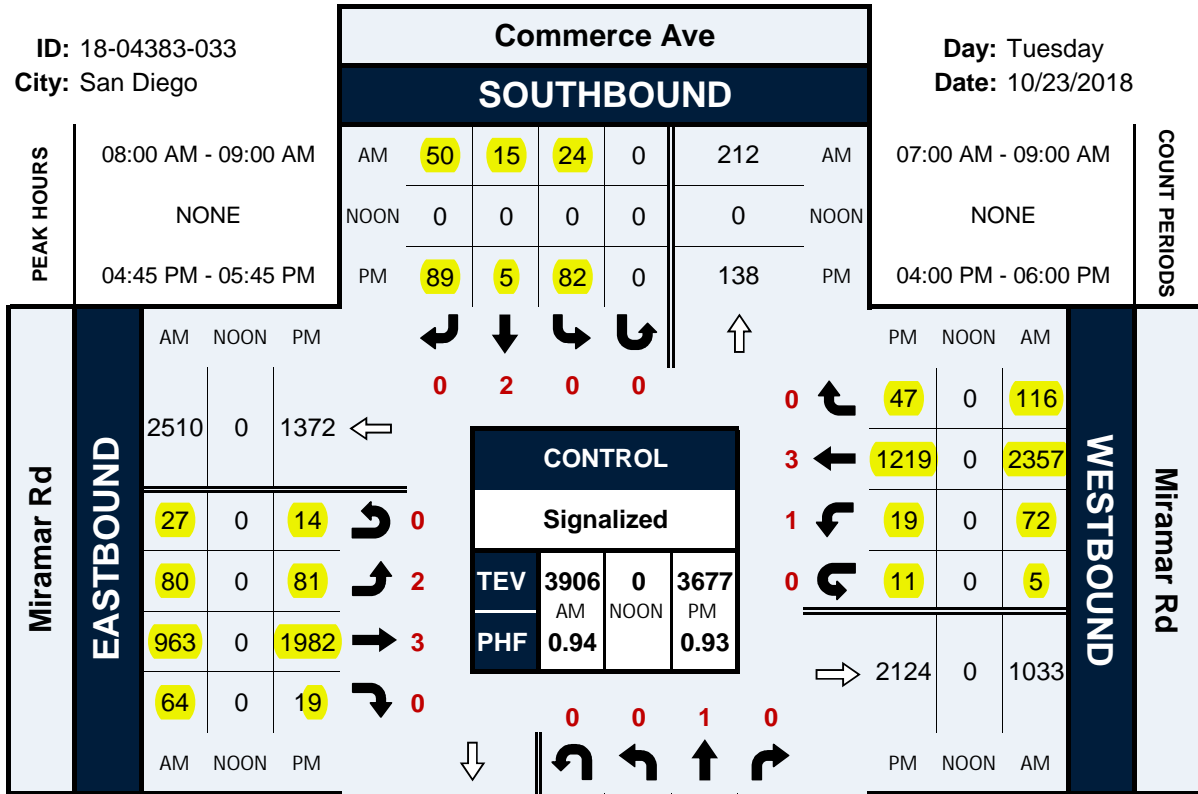 Commerce Ave
ID: 18-04383-033
Day: Tuesday
City: San Diego
Date: 10/23/2018
SOUTHBOUND
PEAK HOURS
08:00 AM - 09:00 AM
NONE
04:45 PM - 05:45 PM
AM 50 15 24 0 212 AM
NOON 0 0 0 0 0 NOON
PM 89 5 82 0 138 PM
07:00 AM - 09:00 AM
NONE
04:00 PM - 06:00 PM
COUNT PERIODS
0 2 0 0
Miramar Rd
EASTBOUND
AM NOON PM
2510 0 1372
27 0 14 0
80 0 81 2
963 0 1982 3
64 0 19 0
AM NOON PM
CONTROL
Signalized
TEV 3906 0 3677
AM NOON PM
PHF 0.94 0.93
0 0 1 0
PM NOON AM
0 47 0 116
3 1219 0 2357
1 19 0 72
0 11 0 5
2124 0 1033
PM NOON AM
WESTBOUND
Miramar Rd